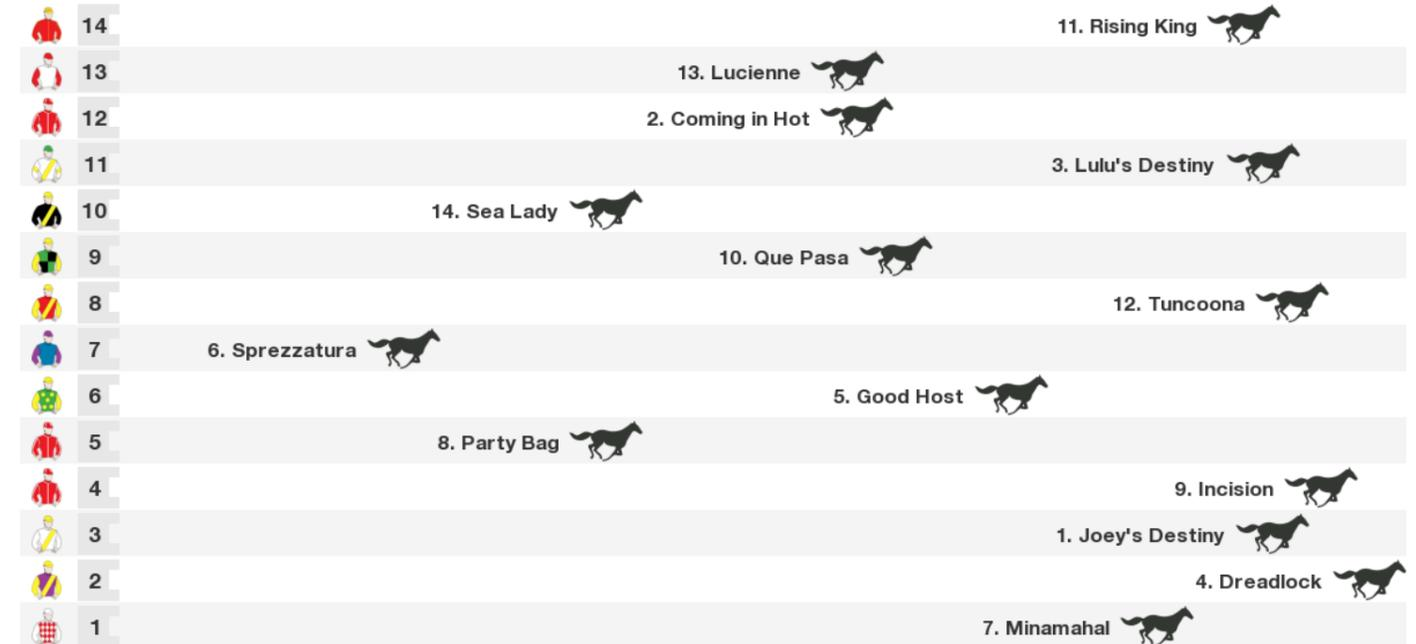 14 11. Rising King
13 13. Lucienne
12 2. Coming in Hot
11 3. Lulu's Destiny
10 14. Sea Lady
9 10. Que Pasa
8 12. Tuncoona
7 6. Sprezzatura
6 5. Good Host
5 8. Party Bag
4 9. Incision
3 1. Joey's Destiny
2 4. Dreadlock
1 7. Minamahal